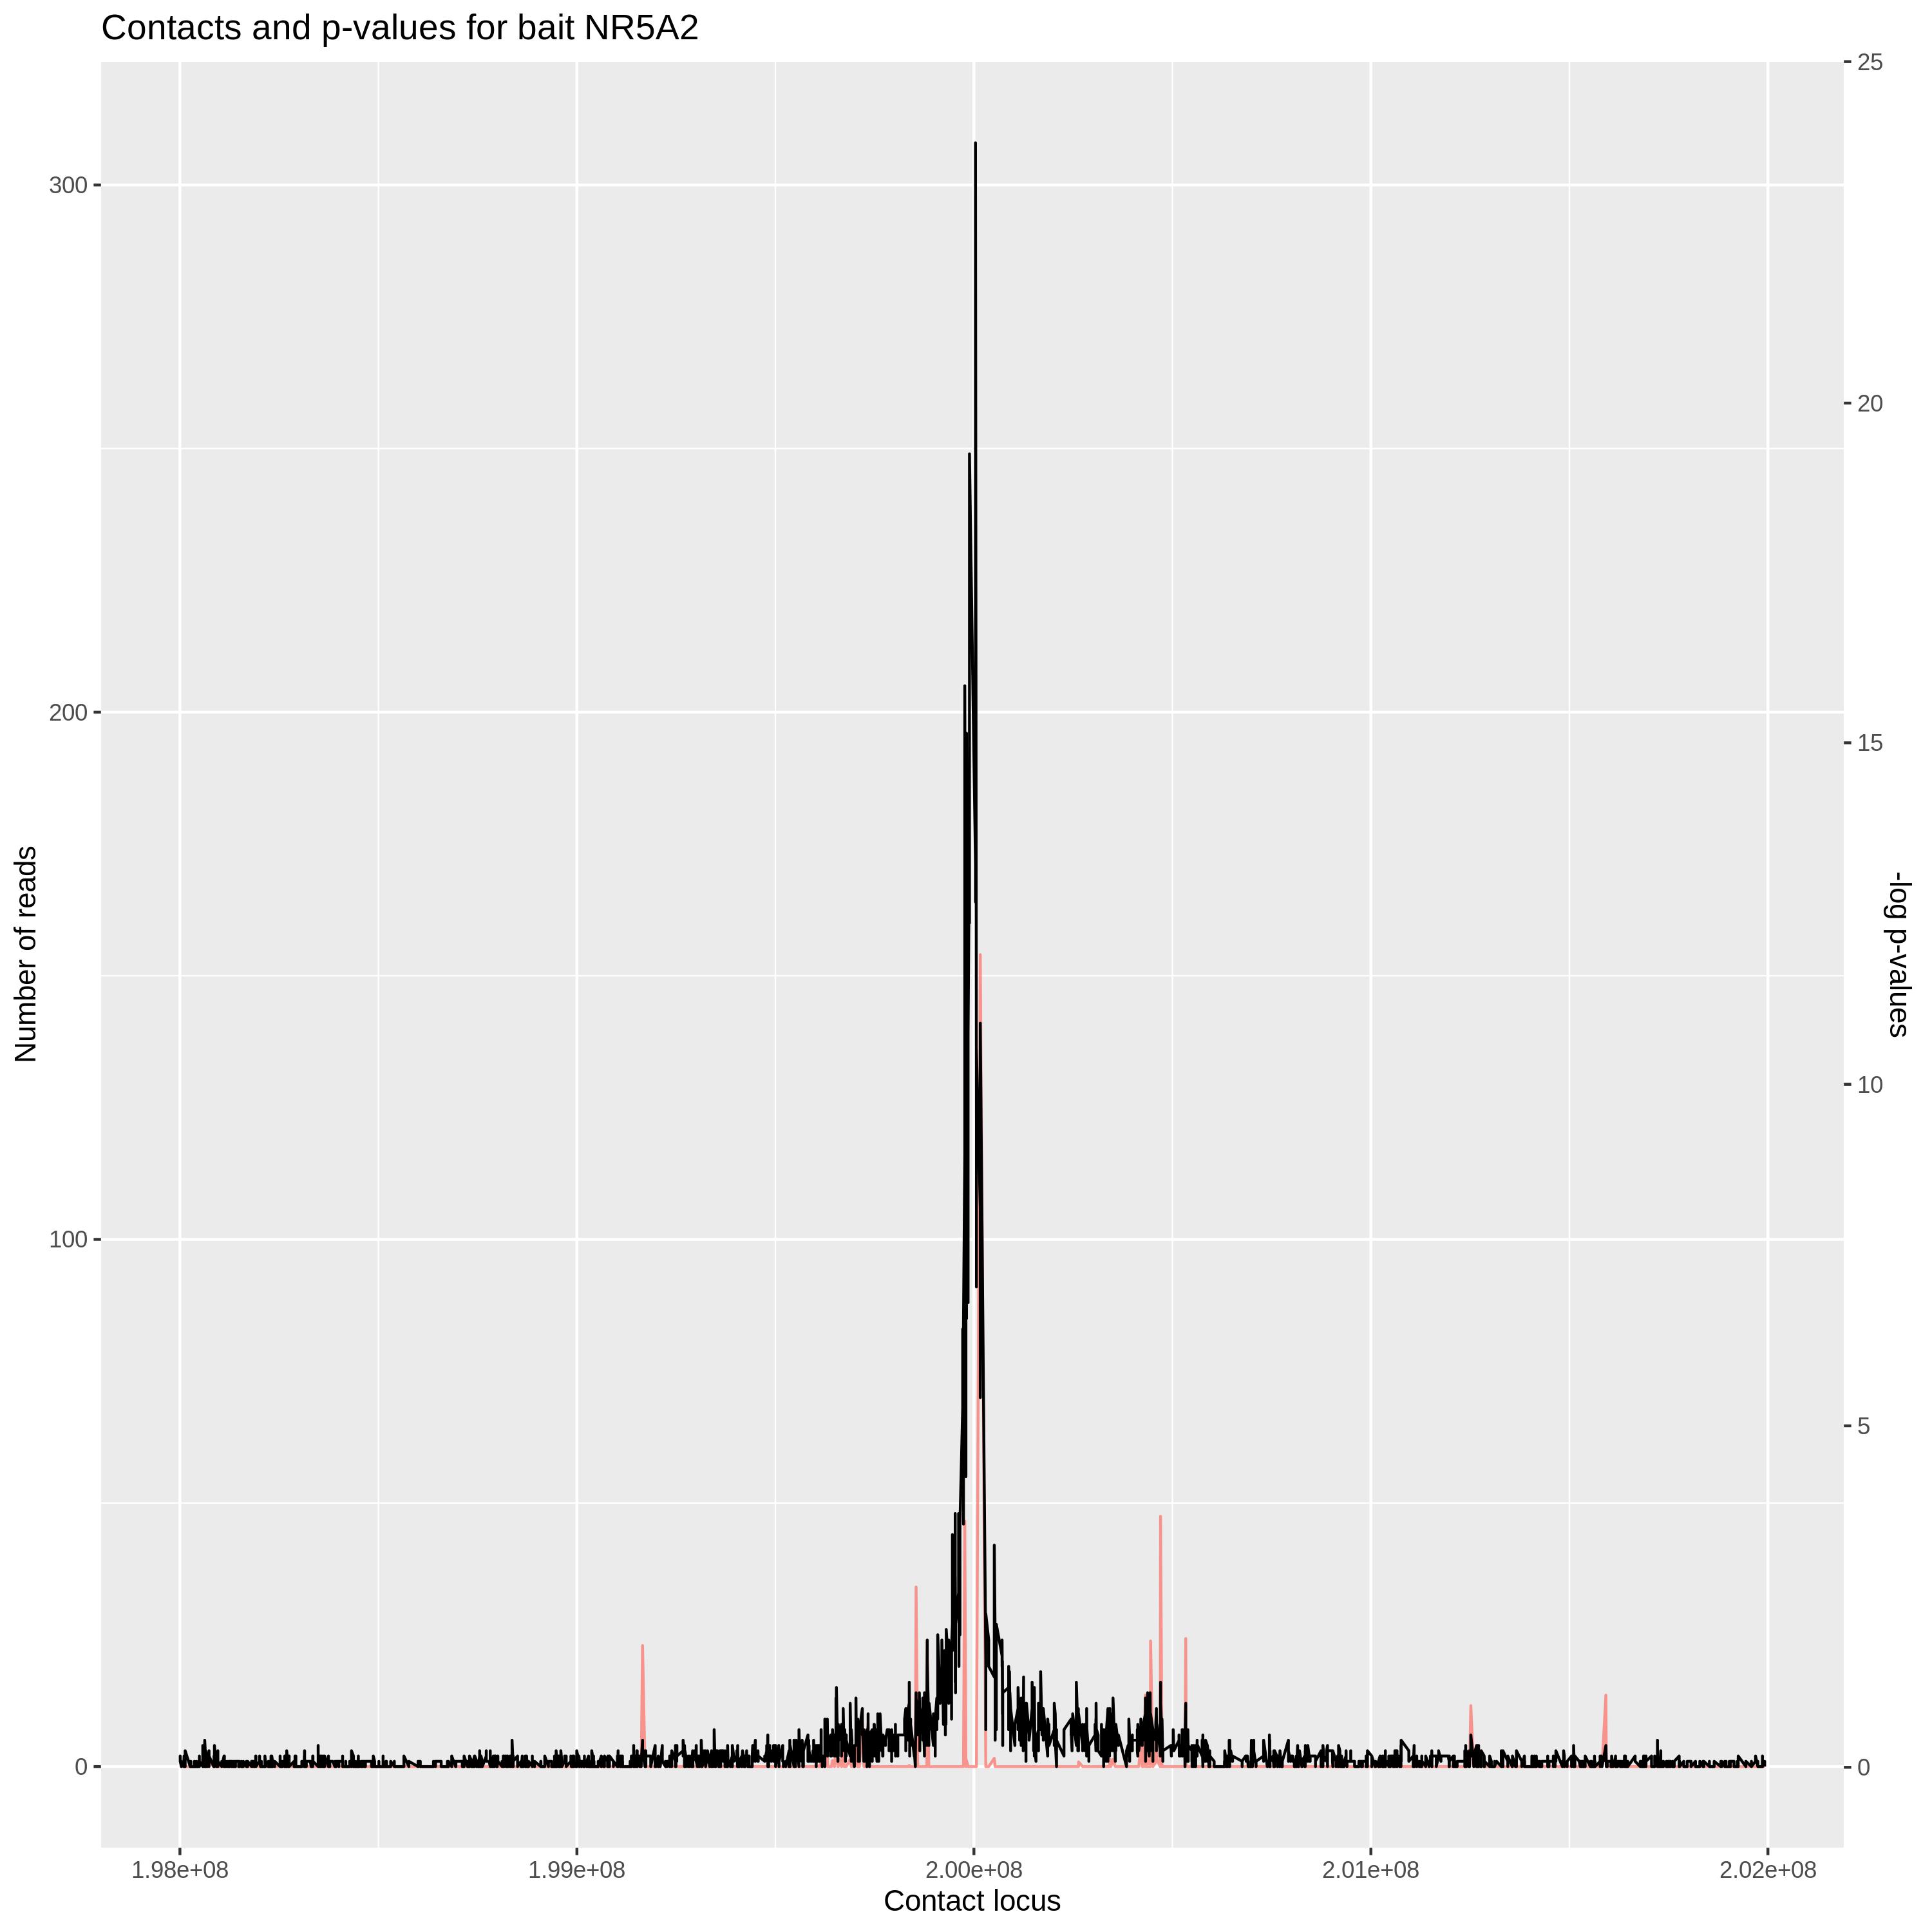 Contacts and p-values for bait NR5A2
25
300
20
200
15
Number of reads
-log p-values
10
100
5
0
0
1.98e+08
1.99e+08
2.00e+08
2.01e+08
2.02e+08
Contact locus